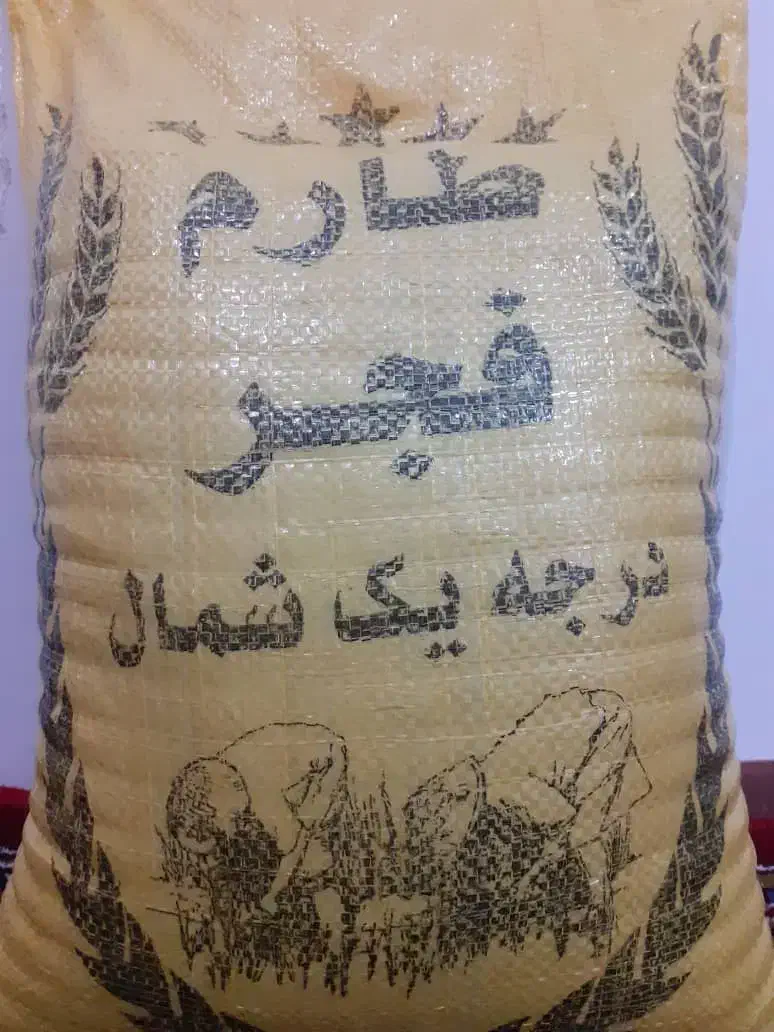 طارم
فجر
درجه یک شمال